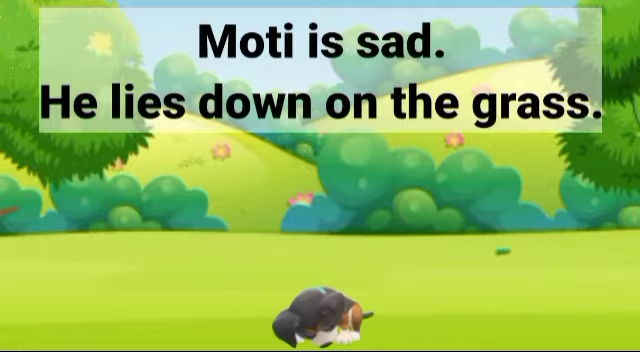 Moti is sad.
He lies down on the grass.